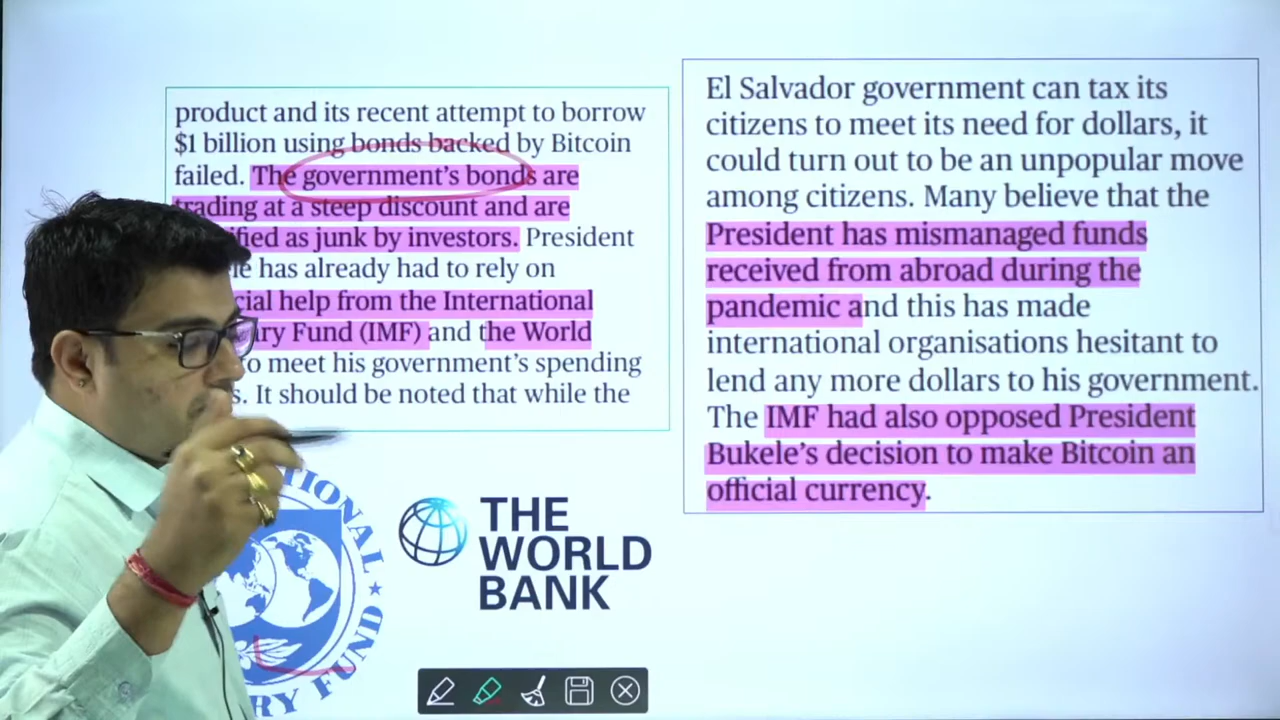 product and its recent attempt to borrow
$1 billion using bonds backed by Bitcoin
failed. The government's bonds are
trading at a steep discount and are
as junk by investors. President
has already had to rely on
help from the International
Fund (IMF) and the World
to meet his government's spending
It should be noted that while the
El Salvador government can tax its
citizens to meet its need for dollars, it
could turn out to be an unpopular move
among citizens. Many believe that the
President has mismanaged funds
received from abroad during the
pandemic and this has made
international organisations hesitant to
lend any more dollars to his government.
The IMF had also opposed President
Bukele's decision to make Bitcoin an
official currency.
THE
WORLD
BANK
FUND